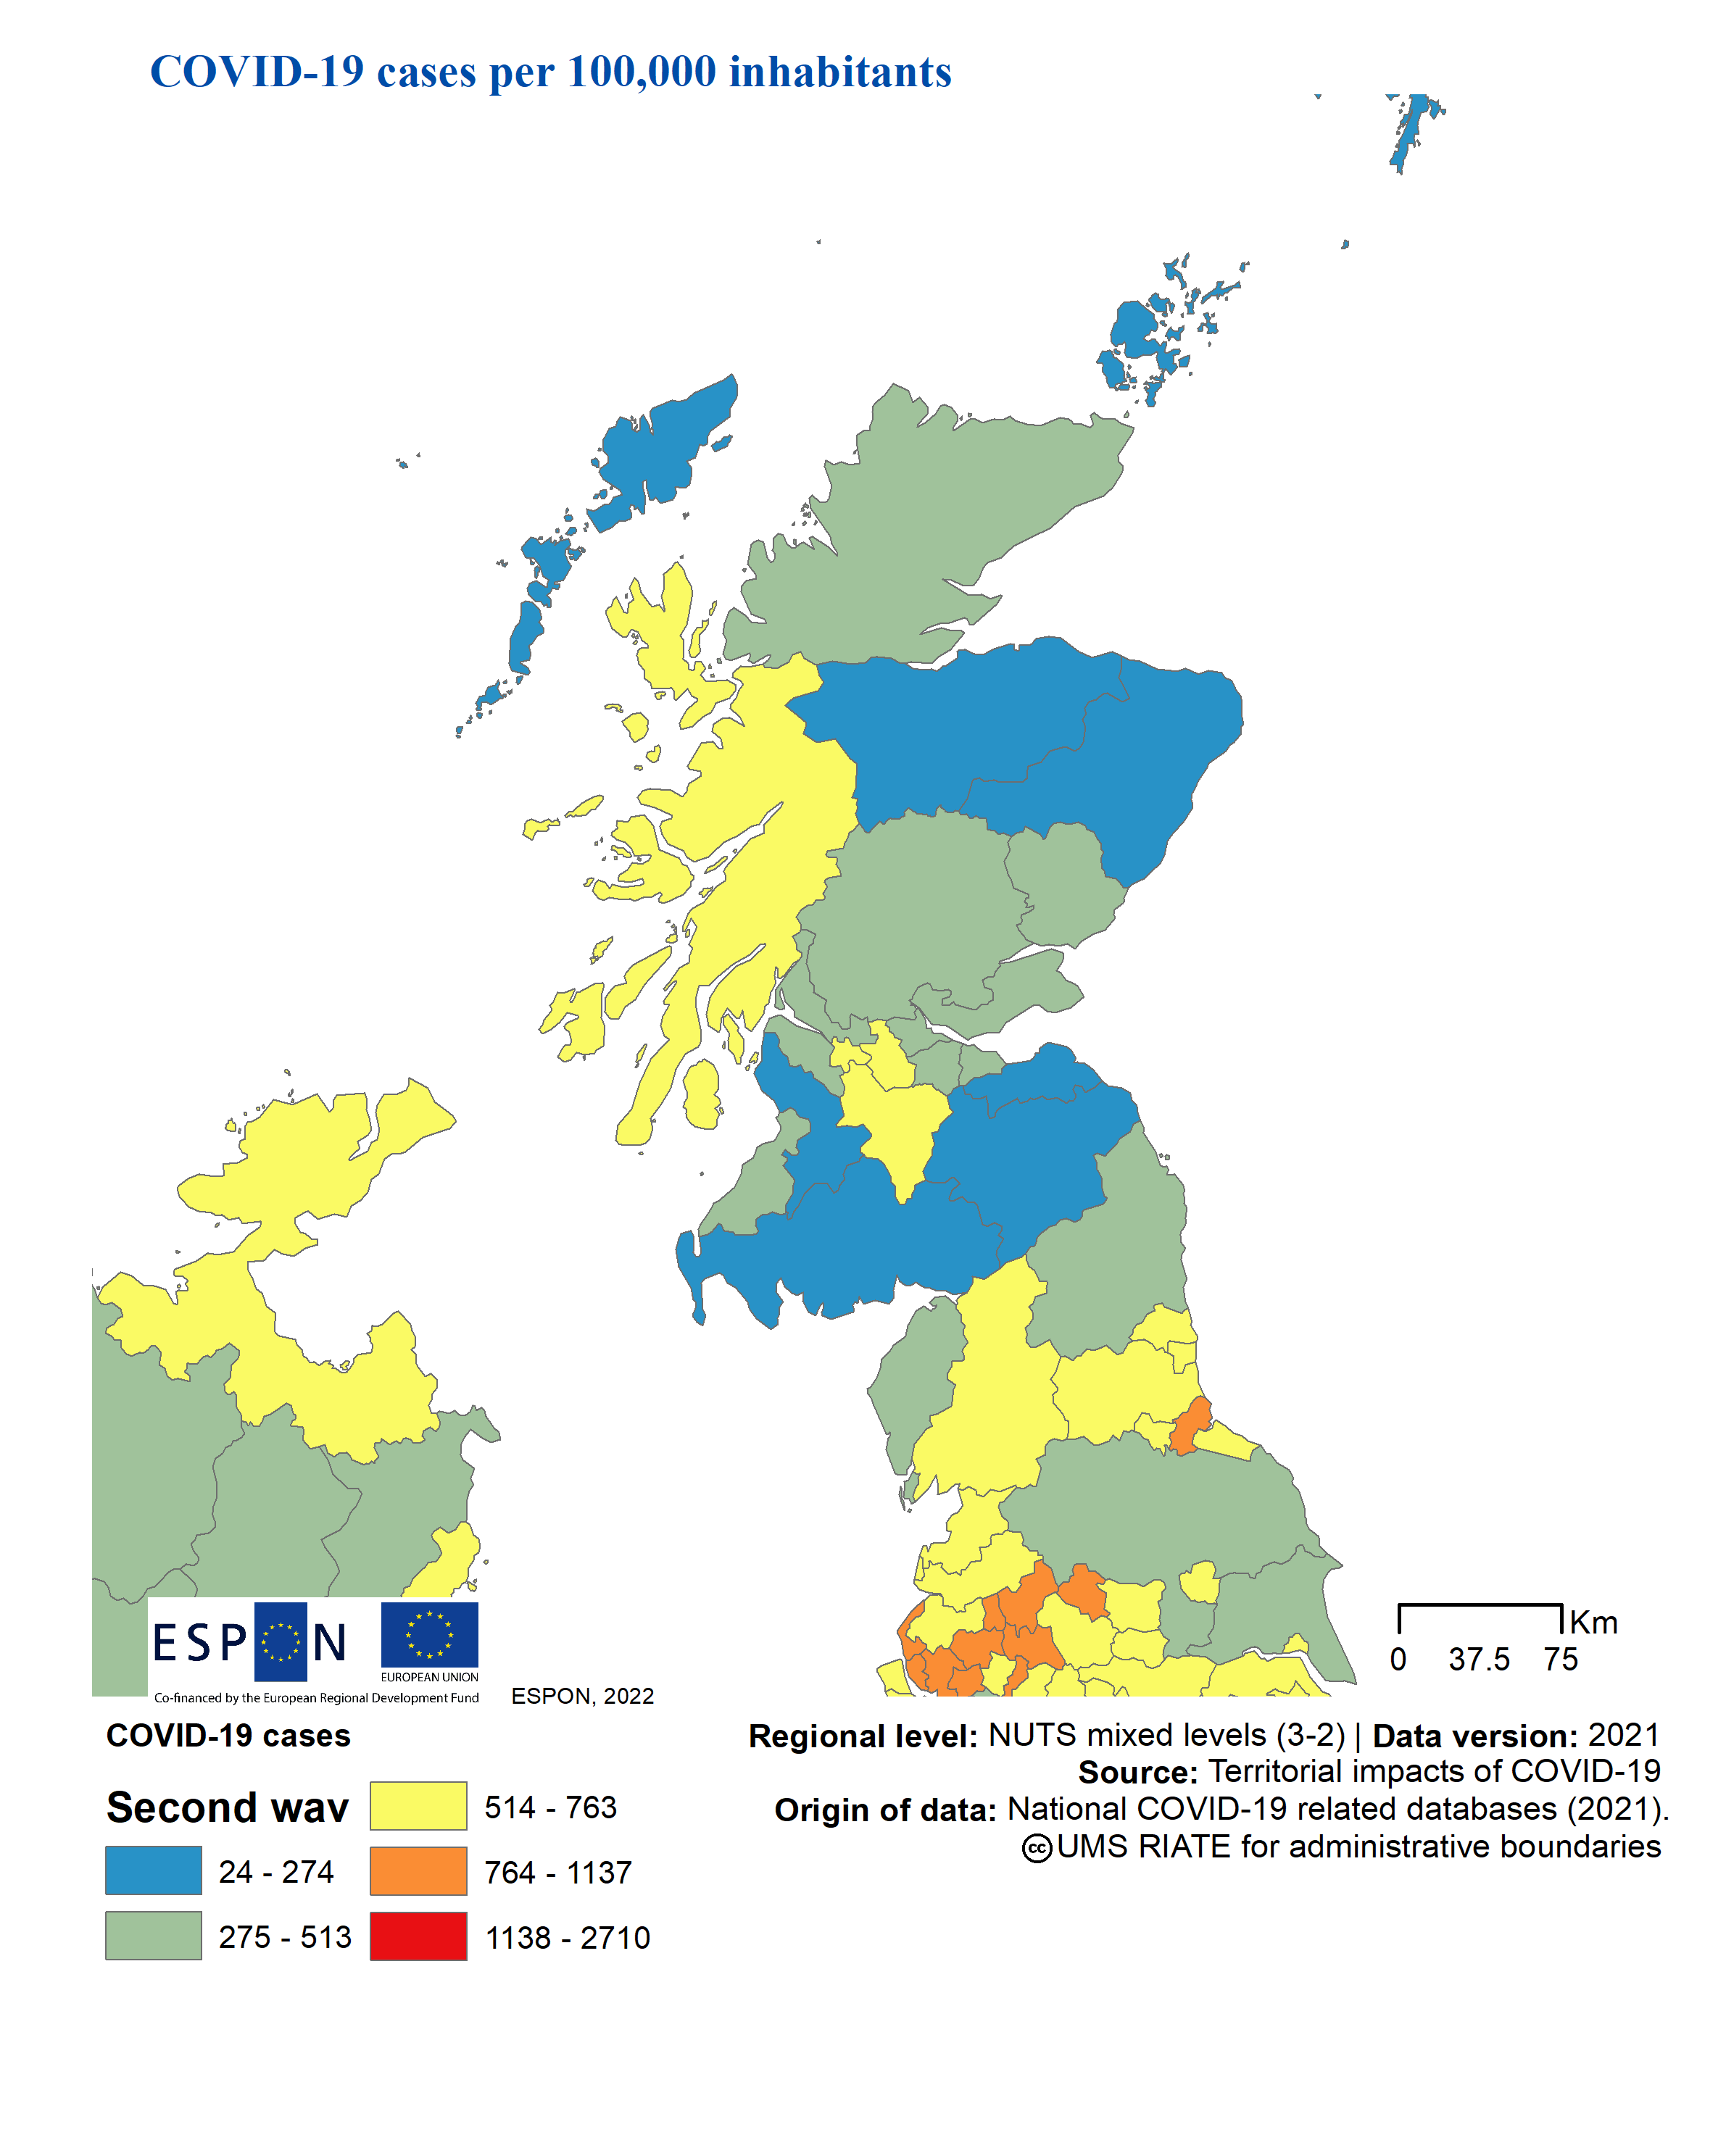 COVID-19 cases per 100,000 inhabitants
Km
0 37.5 75
ESPON
EUROPEAN UNION
Co-financed by the European Regional Development Fund
ESPON, 2022
COVID-19 cases
Second wav
24 - 274
275 - 513
514 - 763
764 - 1137
1138 - 2710
Regional level: NUTS mixed levels (3-2) | Data version: 2021
Source: Territorial impacts of COVID-19
Origin of data: National COVID-19 related databases (2021).
cc UMS RIATE for administrative boundaries